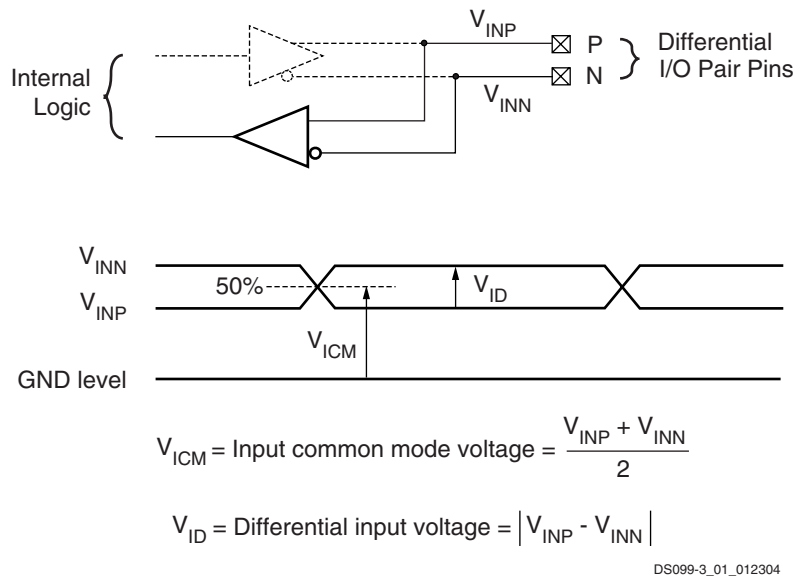 V_INP
P
Differential
I/O Pair Pins
N
Internal
Logic
V_INN
V_INN
50%
V_ID
V_INP
V_ICM
GND level
V_ICM = Input common mode voltage = (V_INP + V_INN) / 2
V_ID = Differential input voltage = |V_INP - V_INN|
DS099-3_01_012304